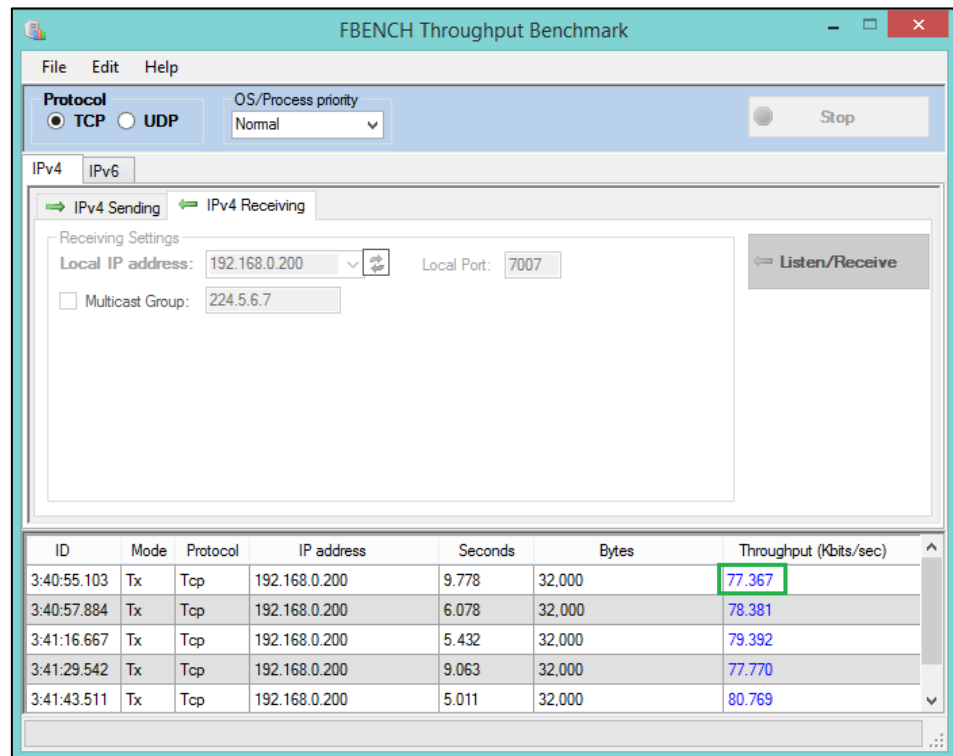 FBENCH Throughput Benchmark
File Edit Help
Protocol OS/Process priority
TCP UDP Normal Stop
IPv4 IPv6
IPv4 Sending IPv4 Receiving
Receiving Settings
Local IP address: 192.168.0.200 Local Port: 7007 Listen/Receive
Multicast Group: 224.5.6.7
ID Mode Protocol IP address Seconds Bytes Throughput (Kbits/sec)
3:40:55.103 Tx Tcp 192.168.0.200 9.778 32,000 77.367
3:40:57.884 Tx Tcp 192.168.0.200 6.078 32,000 78.381
3:41:16.667 Tx Tcp 192.168.0.200 5.432 32,000 79.392
3:41:29.542 Tx Tcp 192.168.0.200 9.063 32,000 77.770
3:41:43.511 Tx Tcp 192.168.0.200 5.011 32,000 80.769